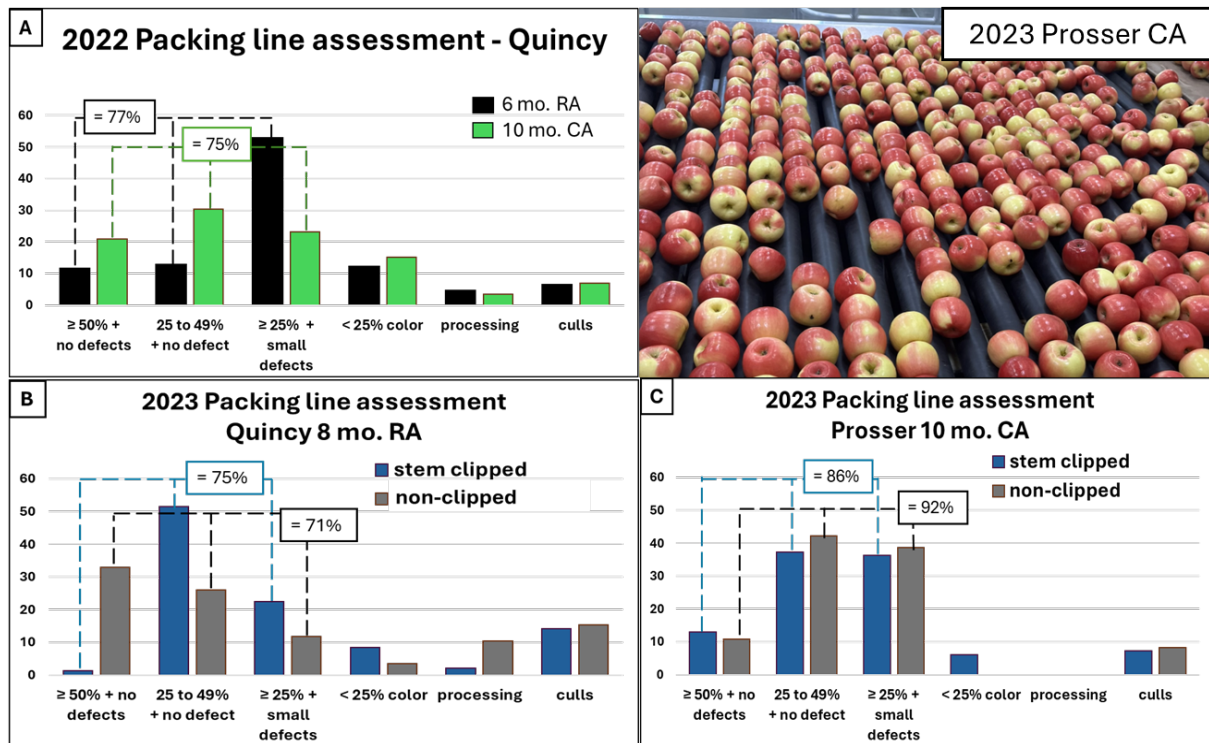 A
2022 Packing line assessment - Quincy
6 mo. RA
10 mo. CA
= 77%
= 75%
60
50
40
30
20
10
0
≥ 50% + no defects
25 to 49% + no defect
≥ 25% + small defects
< 25% color
processing
culls
2023 Prosser CA
B
2023 Packing line assessment
Quincy 8 mo. RA
stem clipped
non-clipped
= 75%
= 71%
60
50
40
30
20
10
0
≥ 50% + no defects
25 to 49% + no defect
≥ 25% + small defects
< 25% color
processing
culls
C
2023 Packing line assessment
Prosser 10 mo. CA
stem clipped
non-clipped
= 86%
= 92%
60
50
40
30
20
10
0
≥ 50% + no defects
25 to 49% + no defect
≥ 25% + small defects
< 25% color
processing
culls